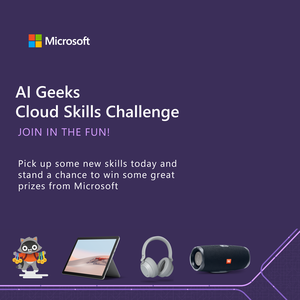 Microsoft
AI Geeks
Cloud Skills Challenge
JOIN IN THE FUN!
Pick up some new skills today and
stand a chance to win some great
prizes from Microsoft